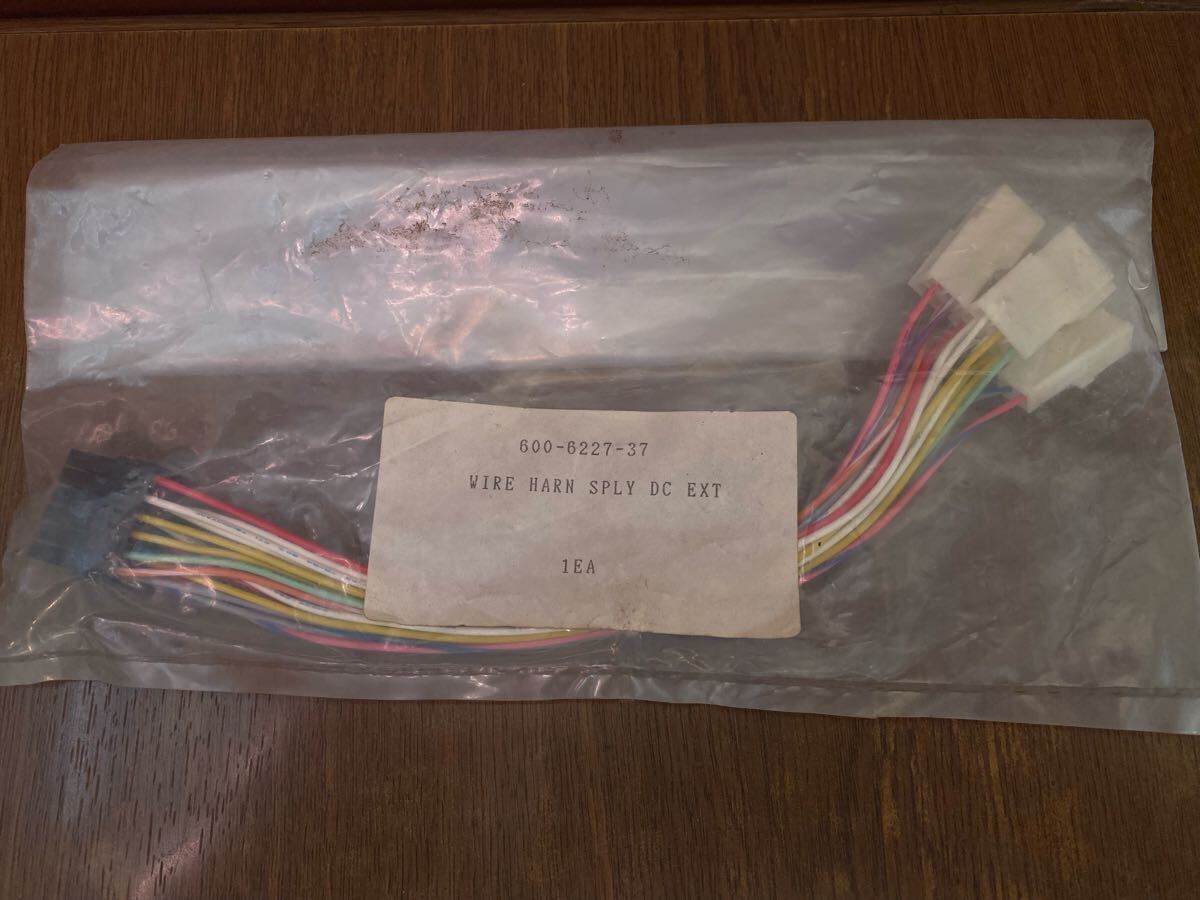 600-6227-37
WIRE HARN SPLY DC EXT
1EA